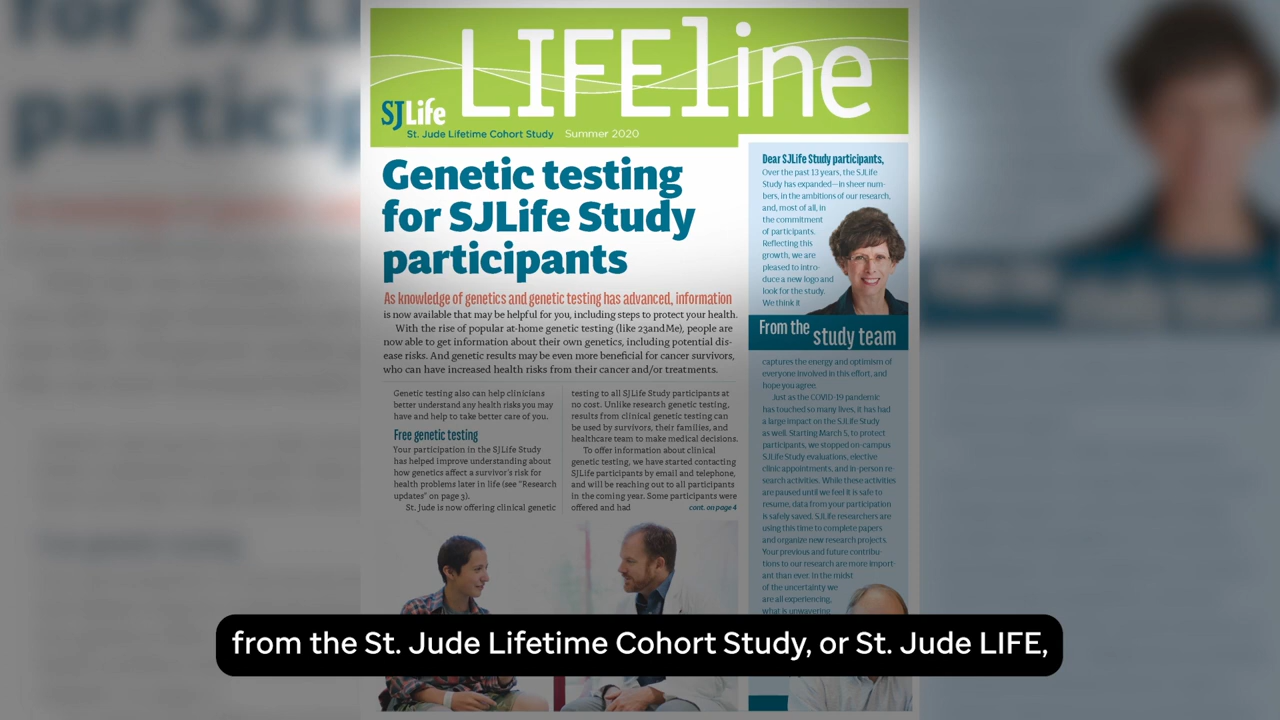 LIFEline
SJLife
St. Jude Lifetime Cohort Study Summer 2020
Genetic testing
for SJLife Study
participants
As knowledge of genetics and genetic testing has advanced, information
is now available that may be helpful for you, including steps to protect your health.
With the rise of popular at-home genetic testing (like 23andMe), people are
now able to get information about their own genetics, including potential dis-
ease risks. And genetic results may be even more beneficial for cancer survivors,
who can have increased health risks from their cancer and/or treatments.
Genetic testing also can help clinicians
better understand any health risks you may
have and help to take better care of you.
Free genetic testing
Your participation in the SJLife Study
has helped improve understanding about
how genetics affect a survivor's risk for
health problems later in life (see "Research
updates" on page 3).
St. Jude is now offering clinical genetic
testing to all SJLife Study participants at
no cost. Unlike research genetic testing,
results from clinical genetic testing can
be used by survivors, their families, and
healthcare team to make medical decisions.
To offer information about clinical
genetic testing, we have started contacting
SJLife participants by email and telephone,
and will be reaching out to all participants
in the coming year. Some participants were
offered and had cont. on page 4
Dear SJLife Study participants,
Over the past 13 years, the SJLife
Study has expanded—in sheer num-
bers, in the ambitions of our research,
and, most of all, in
the commitment
of participants.
Reflecting this
growth, we are
pleased to intro-
duce a new logo and
look for the study.
We think it
From the study team
captures the energy and optimism of
everyone involved in this effort, and
hope you agree.
Just as the COVID-19 pandemic
has touched so many lives, it has had
a large impact on the SJLife Study
as well. Starting March 5, to protect
participants, we stopped on-campus
SJLife Study evaluations, elective
clinic appointments, and in-person re-
search activities. While these activities
are paused until we feel it is safe to
resume, data from your participation
is safely saved. SJLife researchers are
using this time to complete papers
and organize new research projects.
Your previous and future contribu-
tions to our research are more import-
ant than ever. In the midst
of the uncertainty we
are all experiencing,
what is unwavering
from the St. Jude Lifetime Cohort Study, or St. Jude LIFE,